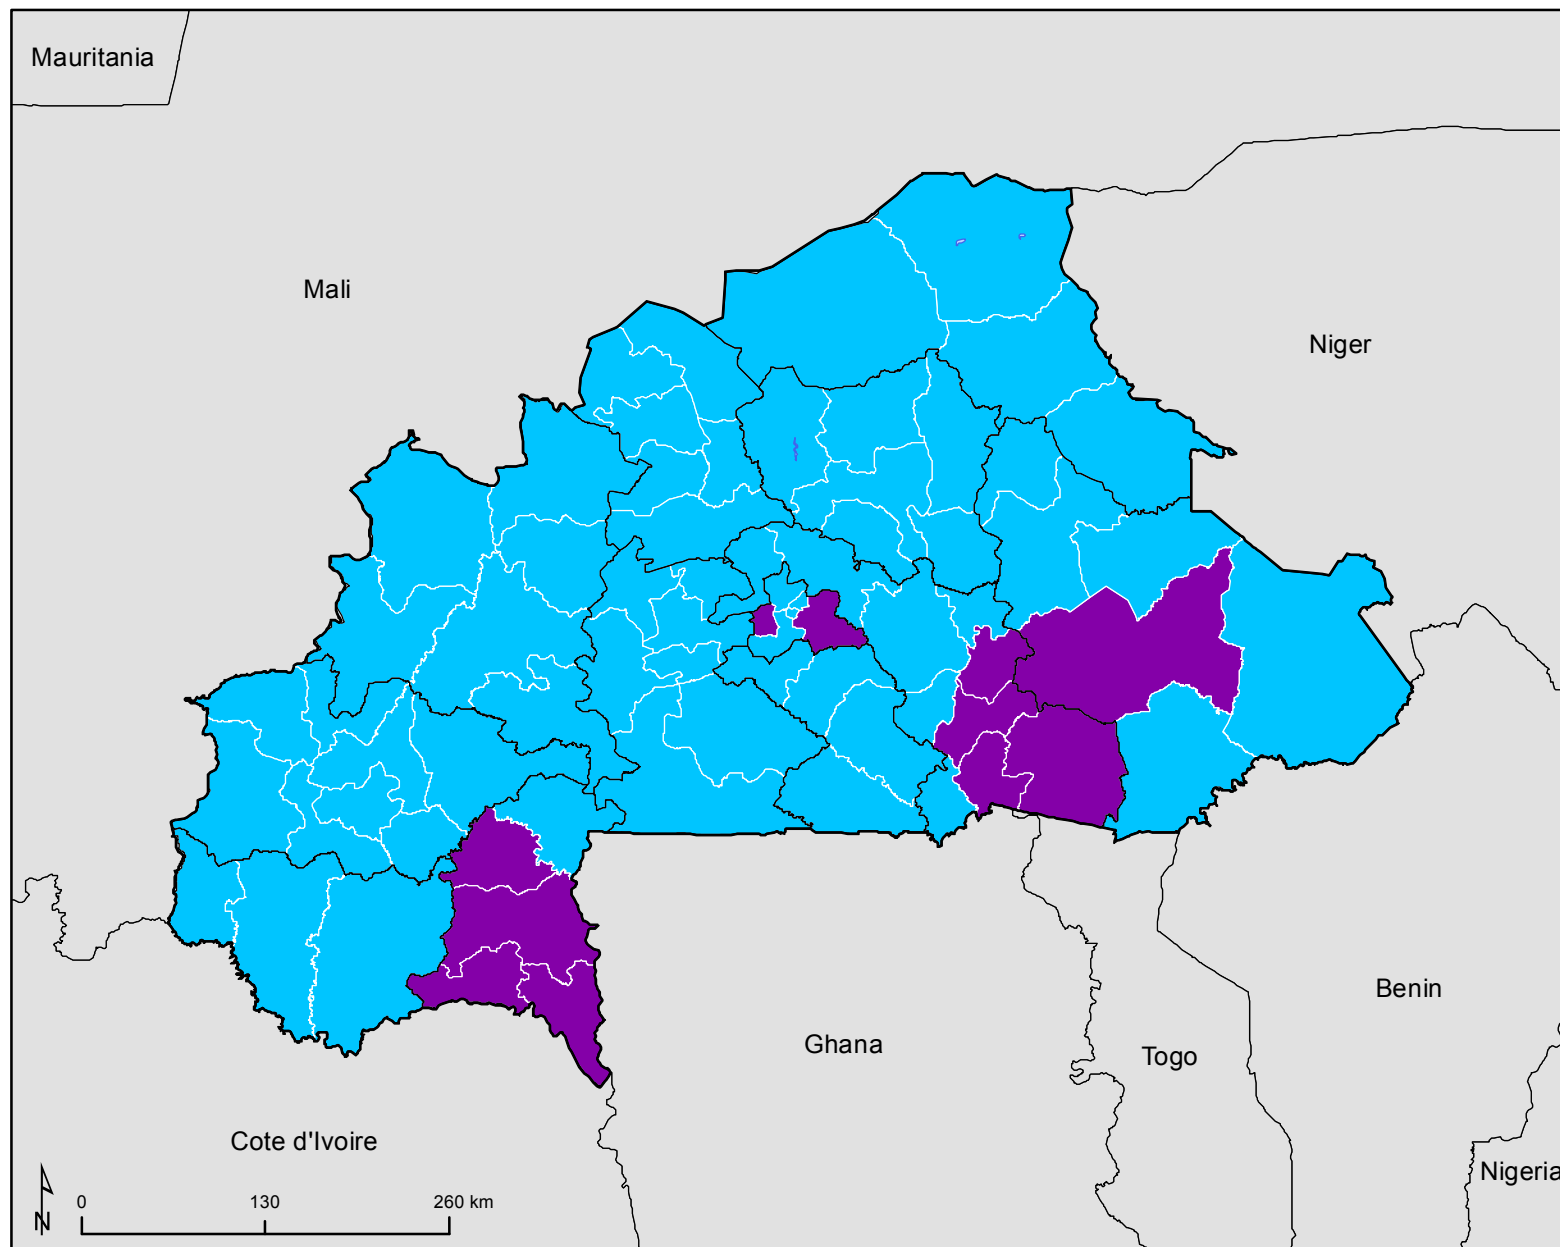 Mauritania
Mali
Niger
Benin
Ghana
Togo
Cote d'Ivoire
Nigeria
0 130 260 km
N